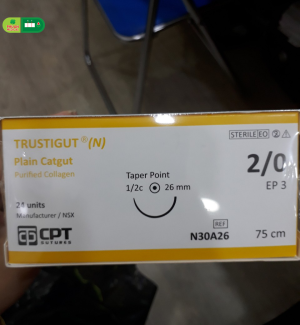 TRUSTIGUT ® (N)
Plain Catgut
Purified Collagen
STERILE EO
2/0
EP 3
Taper Point
1/2c 26 mm
24 units
Manufacturer / NSX
CPT
SUTURES
REF
N30A26
75 cm